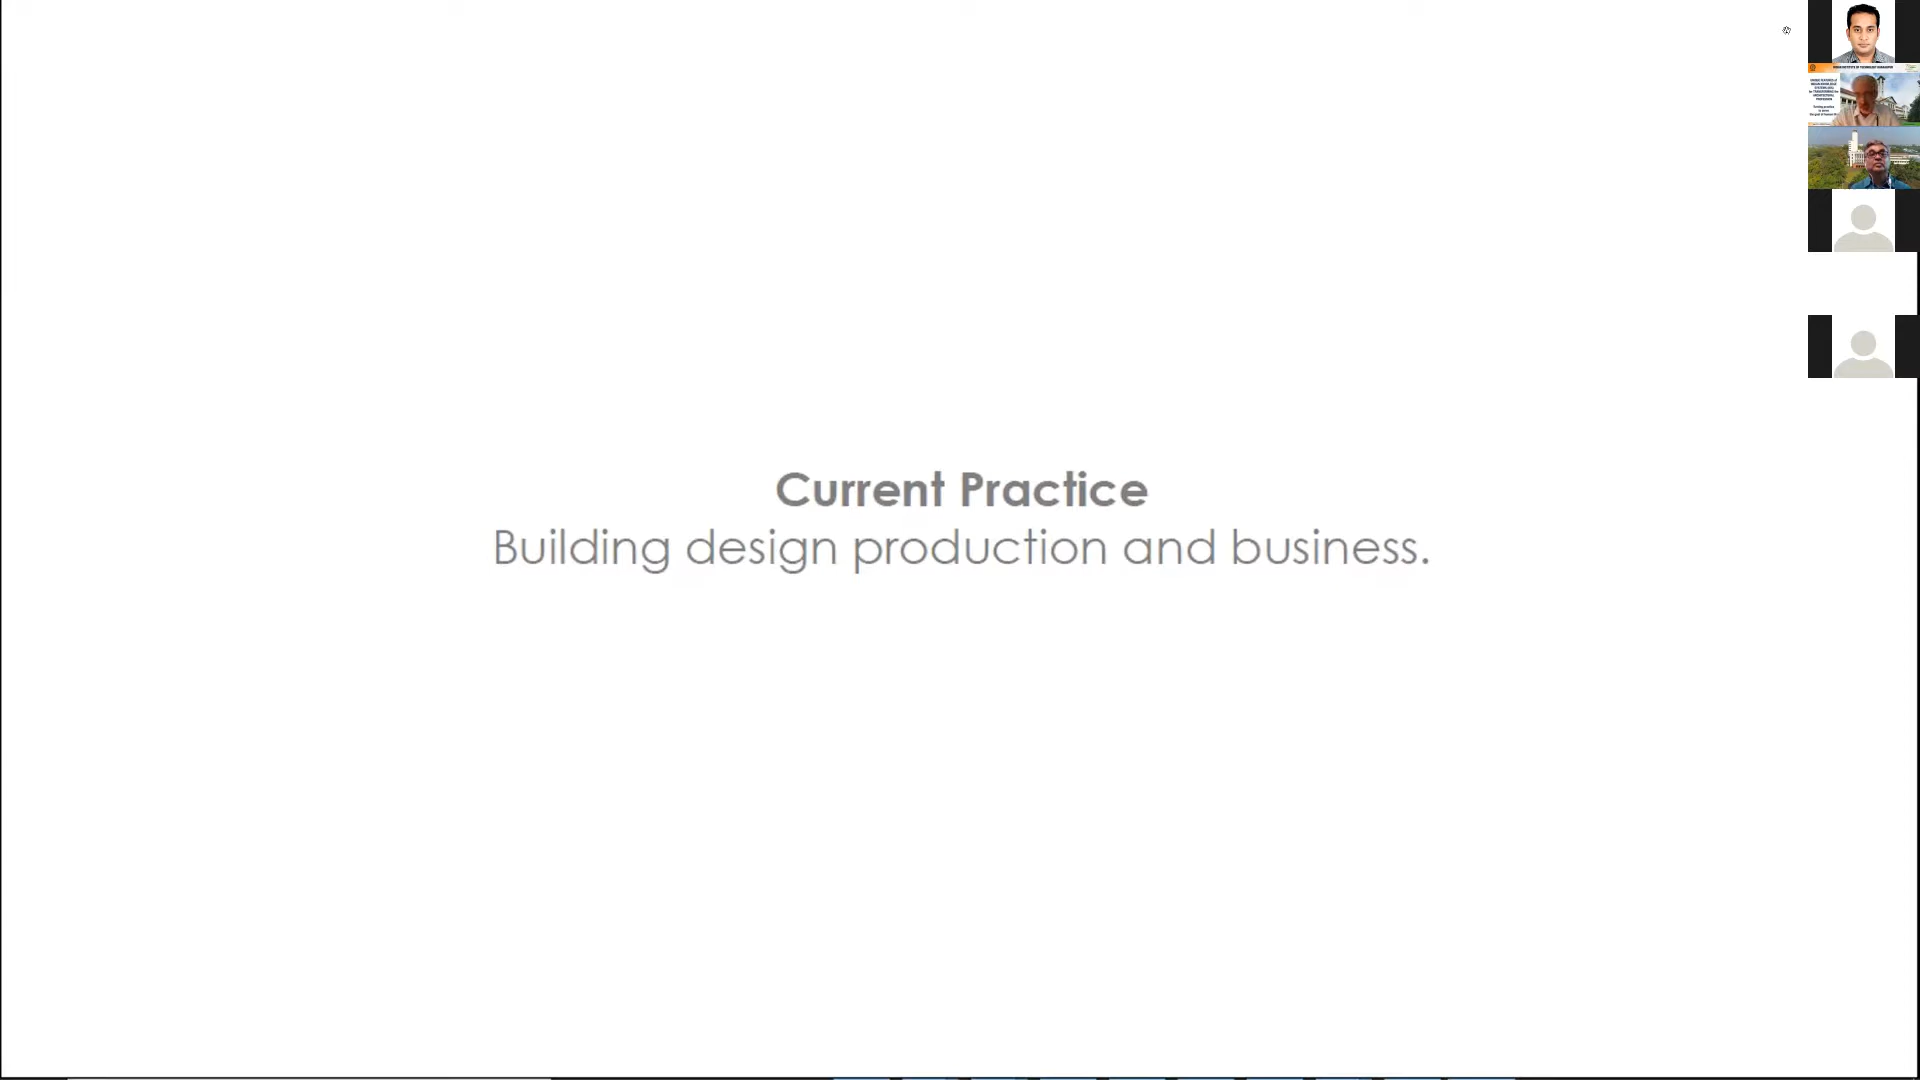 Current Practice
Building design production and business.